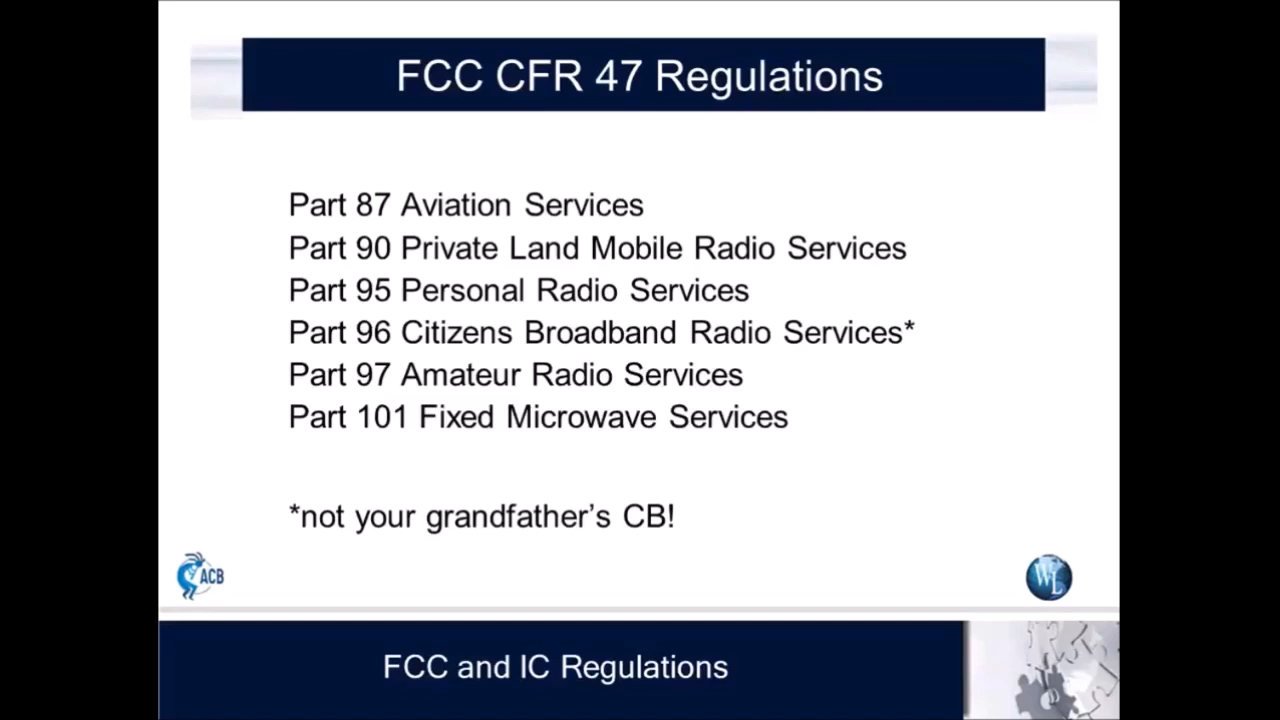 FCC CFR 47 Regulations
Part 87 Aviation Services
Part 90 Private Land Mobile Radio Services
Part 95 Personal Radio Services
Part 96 Citizens Broadband Radio Services*
Part 97 Amateur Radio Services
Part 101 Fixed Microwave Services
*not your grandfather’s CB!
ACB
WL
FCC and IC Regulations